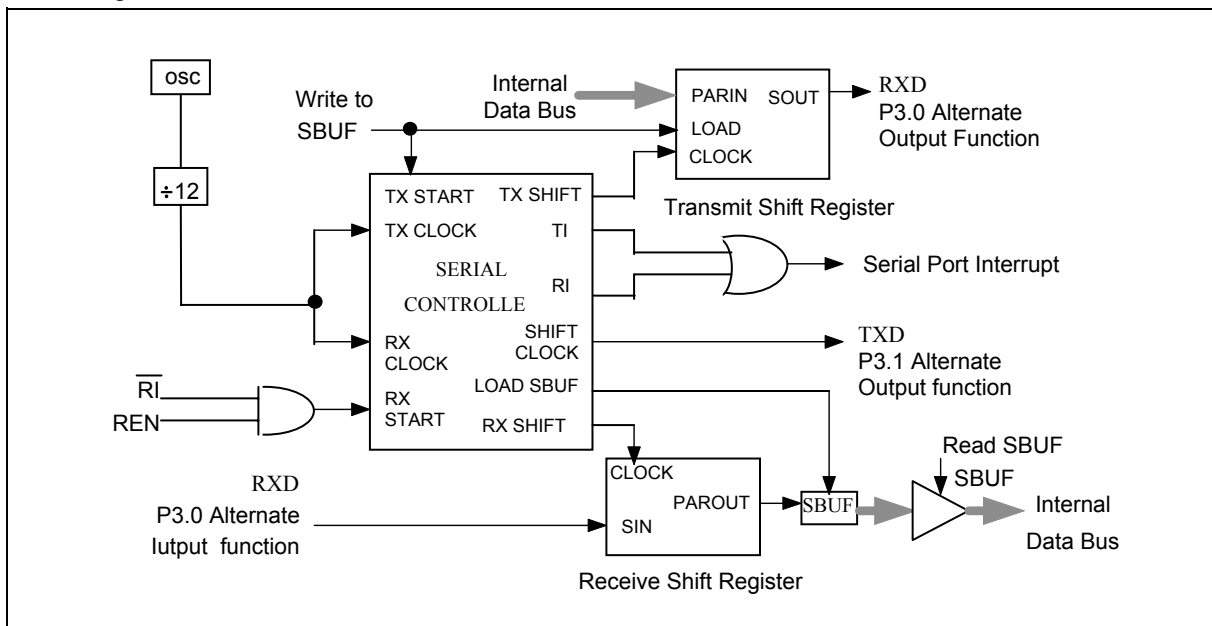 osc
÷12
Write to
SBUF
Internal
Data Bus
PARIN SOUT
LOAD
CLOCK
RXD
P3.0 Alternate
Output Function
Transmit Shift Register
TX START TX SHIFT
TX CLOCK TI
SERIAL
CONTROLLE
RI
SHIFT
CLOCK
RX
CLOCK
LOAD SBUF
RX
START
RX SHIFT
Serial Port Interrupt
TXD
P3.1 Alternate
Output function
RI
REN
RXD
P3.0 Alternate
Iutput function
CLOCK
PAROUT
SIN
Receive Shift Register
SBUF
Read SBUF
SBUF
Internal
Data Bus